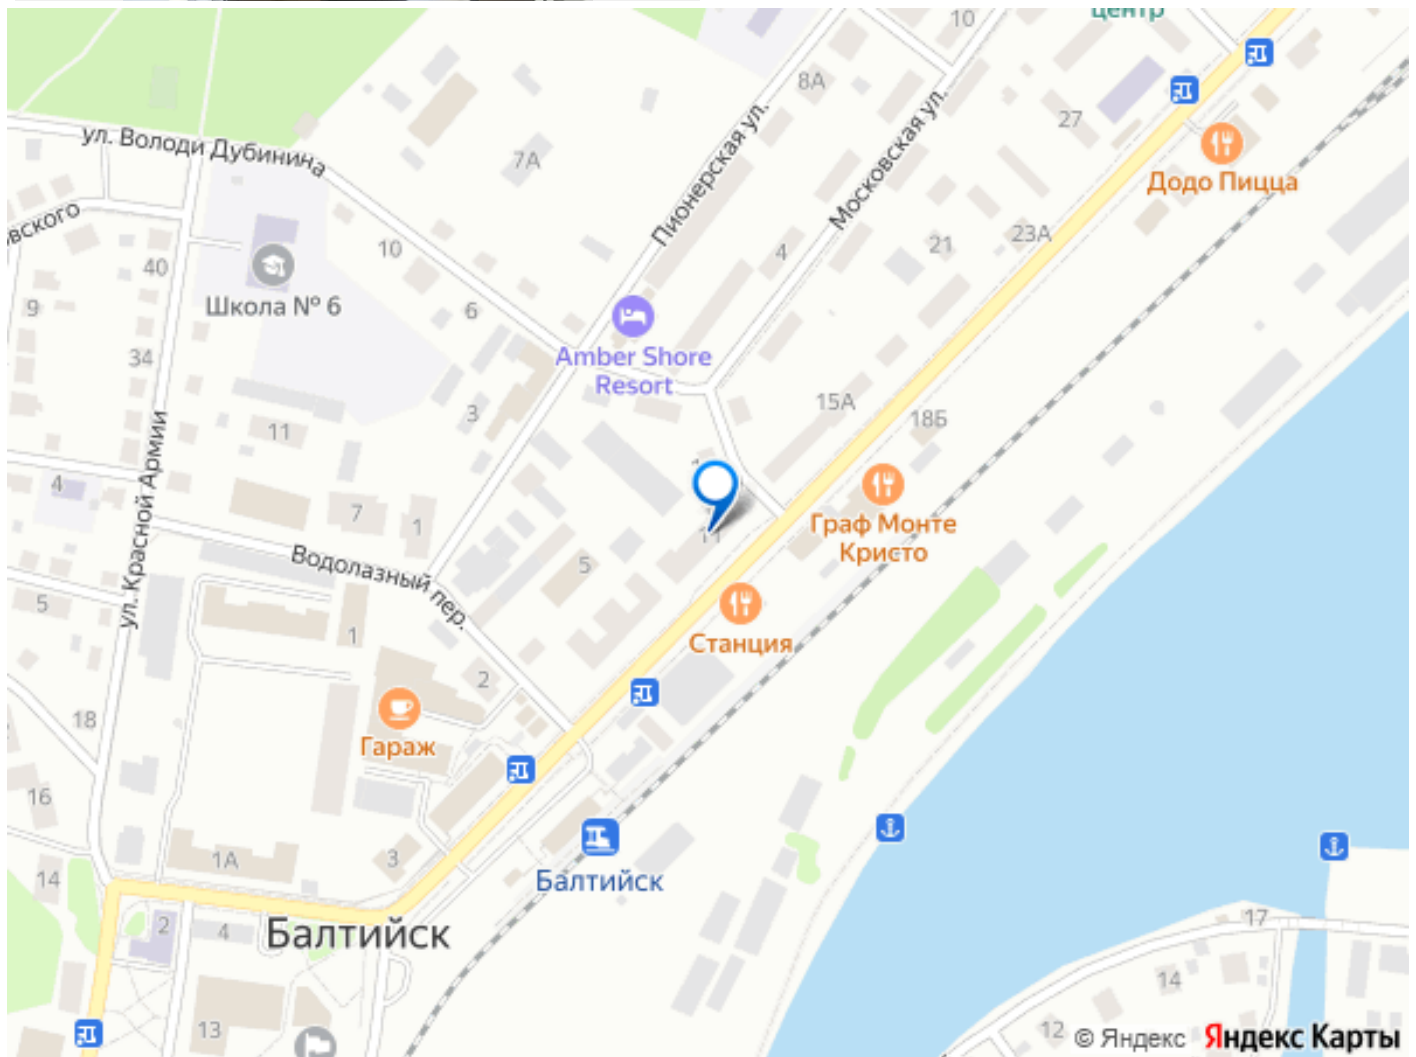 центр
10
8А
27
ул. Володи Дубинина
7А
Пионерская ул.
Московская ул.
Додо Пицца
вского
10
40
4
21
23А
9
Школа № 6
6
34
Amber Shore
Resort
3
15А
18Б
11
4
ул. Красной Армии
7
1
Граф Монте
Кристо
11
Водолазный пер.
5
5
1
Станция
2
18
Гараж
16
1А
3
14
Балтийск
2
4
Балтийск
17
14
13
12
© Яндекс Яндекс Карты